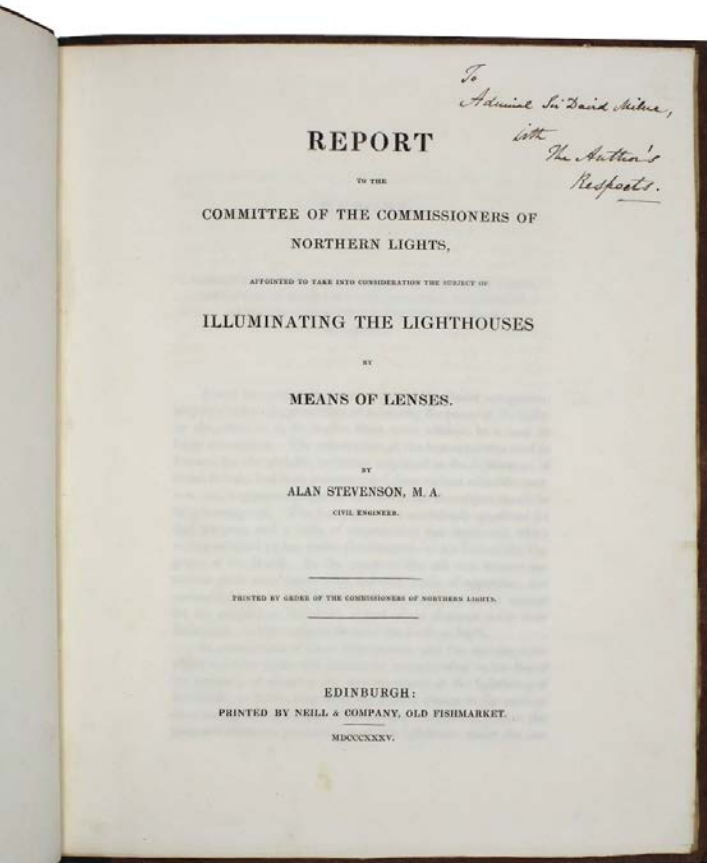 To
Admiral Sir David Milne,
with
The Author's
Respects.
REPORT
TO THE
COMMITTEE OF THE COMMISSIONERS OF
NORTHERN LIGHTS,
APPOINTED TO TAKE INTO CONSIDERATION THE SUBJECT OF
ILLUMINATING THE LIGHTHOUSES
BY
MEANS OF LENSES.
BY
ALAN STEVENSON, M. A.
CIVIL ENGINEER.
PRINTED BY ORDER OF THE COMMISSIONERS OF NORTHERN LIGHTS.
EDINBURGH:
PRINTED BY NEILL & COMPANY, OLD FISHMARKET.
MDCCCXXXV.